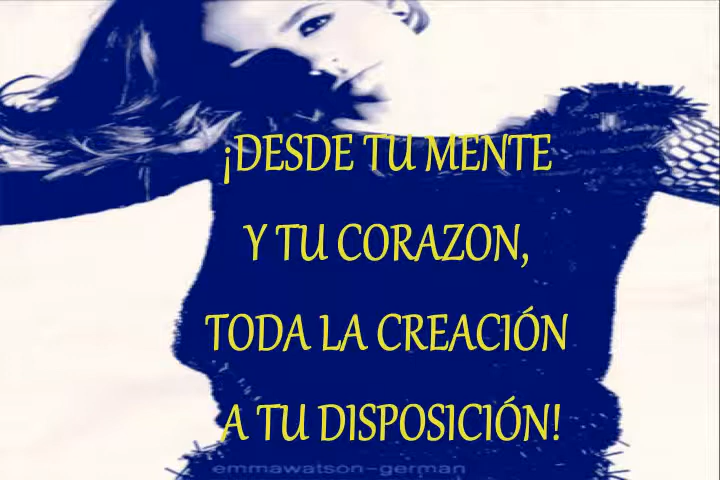 ¡DESDE TU MENTE
Y TU CORAZON,
TODA LA CREACIÓN
A TU DISPOSICIÓN!
emmawatson-german